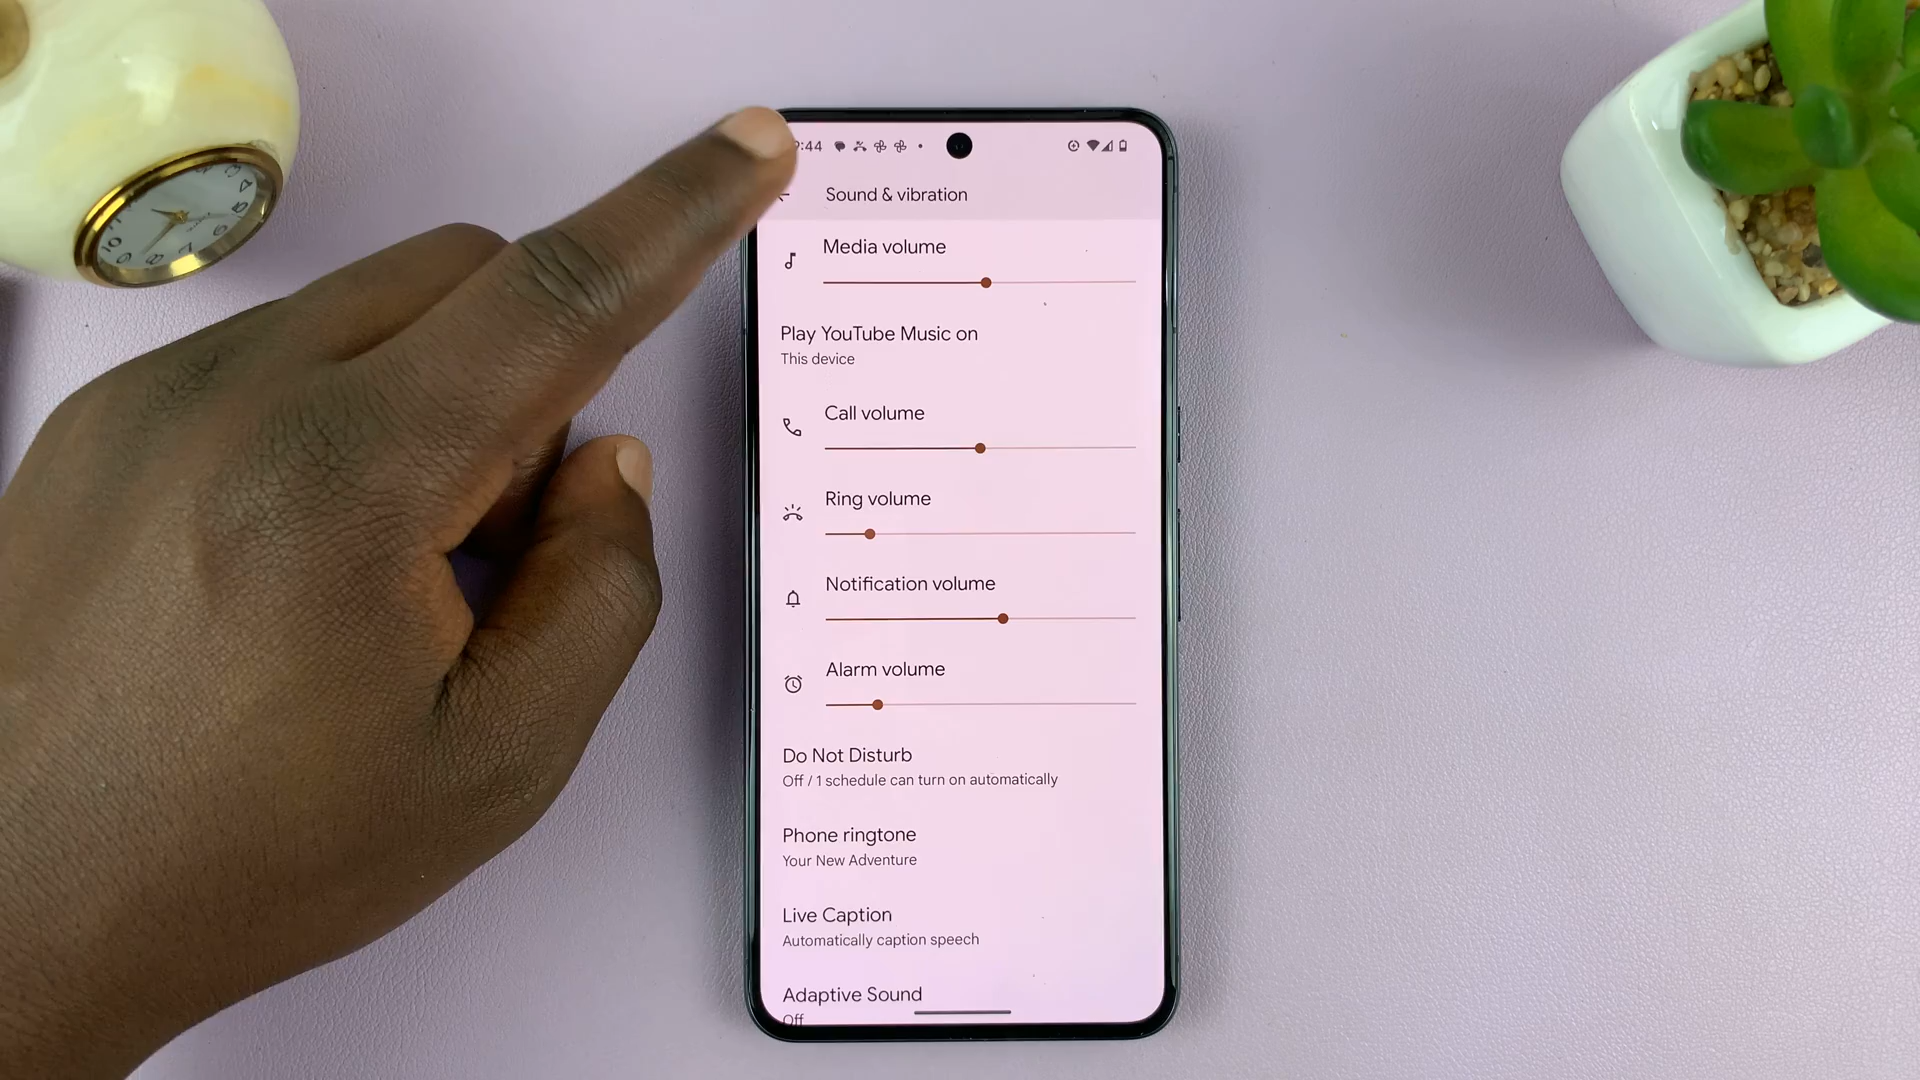 :44
Sound & vibration
Media volume
Play YouTube Music on
This device
Call volume
Ring volume
Notification volume
Alarm volume
Do Not Disturb
Off / 1 schedule can turn on automatically
Phone ringtone
Your New Adventure
Live Caption
Automatically caption speech
Adaptive Sound
Off